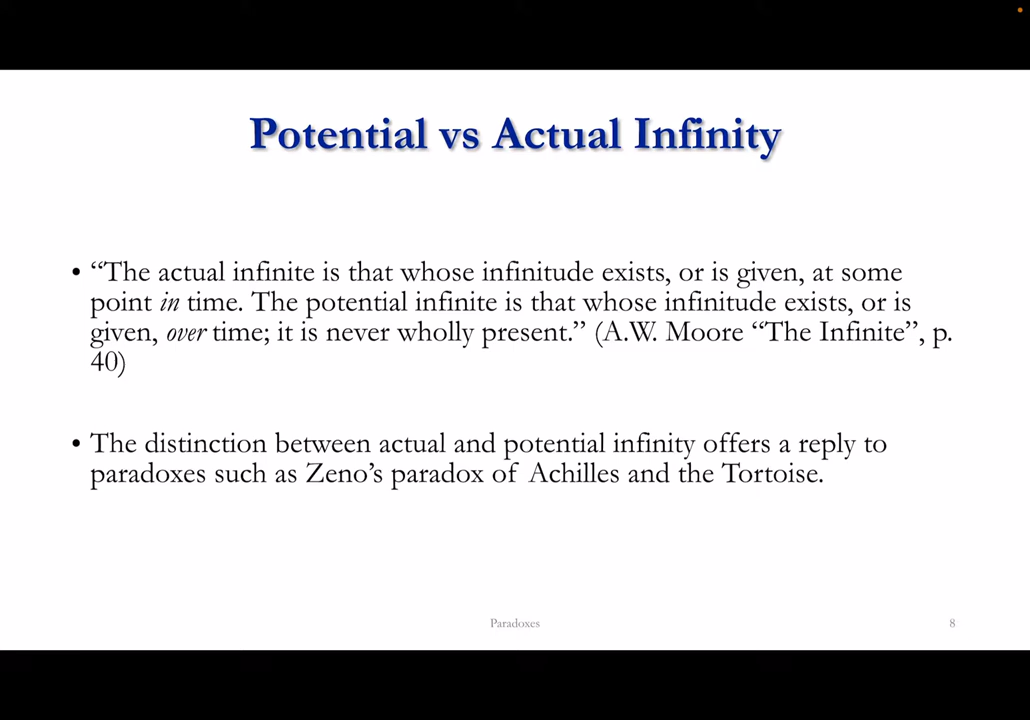 Potential vs Actual Infinity
• “The actual infinite is that whose infinitude exists, or is given, at some
point in time. The potential infinite is that whose infinitude exists, or is
given, over time; it is never wholly present.” (A.W. Moore “The Infinite”, p.
40)
• The distinction between actual and potential infinity offers a reply to
paradoxes such as Zeno’s paradox of Achilles and the Tortoise.
Paradoxes 8